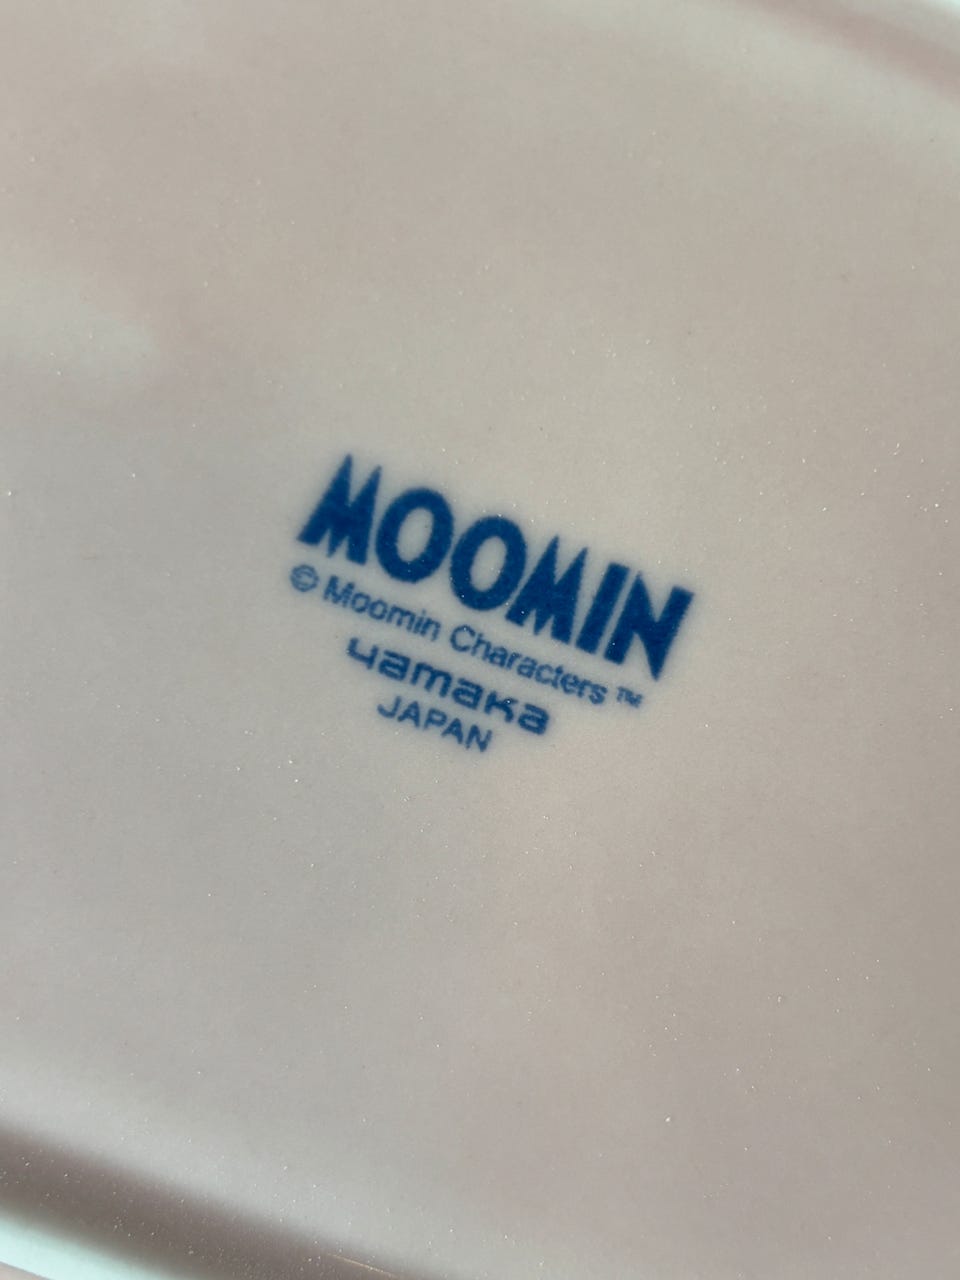 MOOMIN
© Moomin Characters ™
yamaka
JAPAN